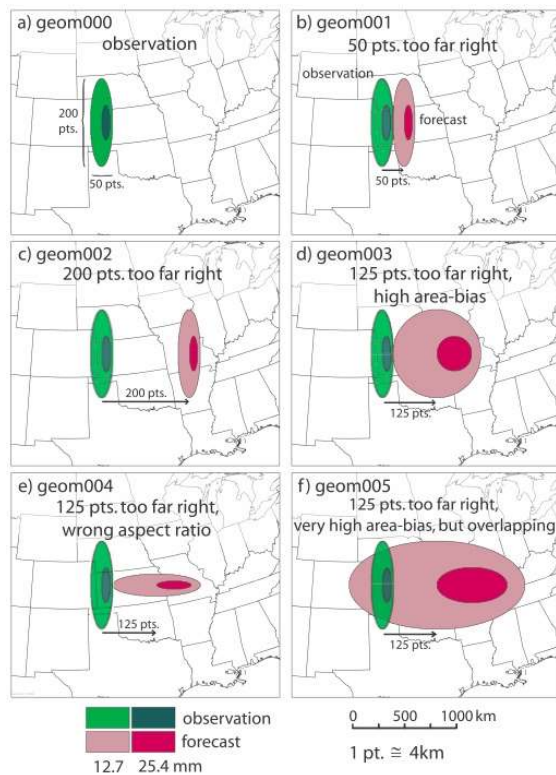 a) geom000
observation
200
pts.
50 pts.
b) geom001
50 pts. too far right
observation
forecast
50 pts.
c) geom002
200 pts. too far right
200 pts.
d) geom003
125 pts. too far right,
high area-bias
125 pts.
e) geom004
125 pts. too far right,
wrong aspect ratio
125 pts.
f) geom005
125 pts. too far right,
very high area-bias, but overlapping
125 pts.
observation
forecast
12.7 25.4 mm
0 500 1000 km
1 pt. ≅ 4km